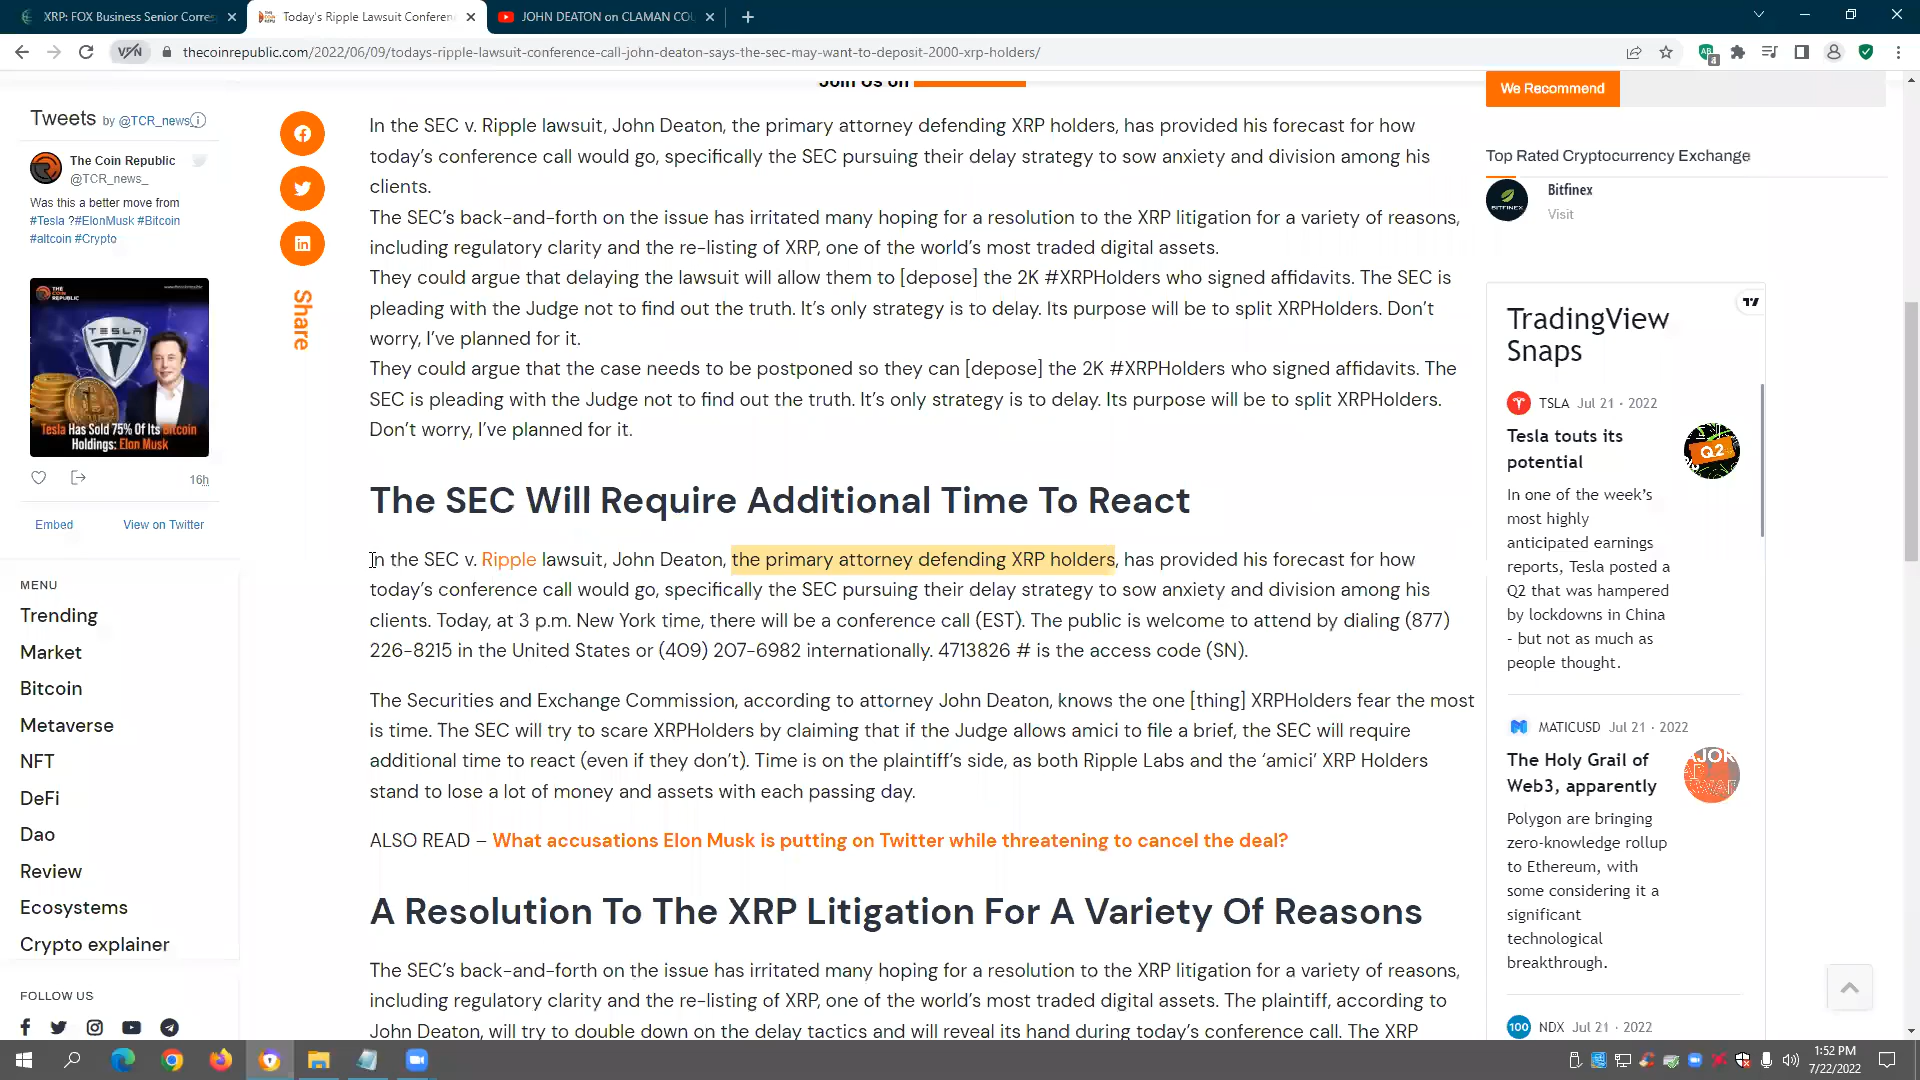 XRP: FOX Business Senior Corres
Today's Ripple Lawsuit Conferen
JOHN DEATON on CLAMAN CO
VPN
thecoinrepublic.com/2022/06/09/todays-ripple-lawsuit-conference-call-john-deaton-says-the-sec-may-want-to-deposit-2000-xrp-holders/
4
Join Us on
Tweets by @TCR_news_
The Coin Republic
@TCR_news_
Was this a better move from
#Tesla ?#ElonMusk #Bitcoin
#altcoin #Crypto
THE COIN REPUBLIC
TESLA
Tesla Has Sold 75% Of Its Bitcoin
Holdings: Elon Musk
16h
Embed
View on Twitter
MENU
Trending
Market
Bitcoin
Metaverse
NFT
DeFi
Dao
Review
Ecosystems
Crypto explainer
FOLLOW US
Share
In the SEC v. Ripple lawsuit, John Deaton, the primary attorney defending XRP holders, has provided his forecast for how
today's conference call would go, specifically the SEC pursuing their delay strategy to sow anxiety and division among his
clients.
The SEC's back-and-forth on the issue has irritated many hoping for a resolution to the XRP litigation for a variety of reasons,
including regulatory clarity and the re-listing of XRP, one of the world's most traded digital assets.
They could argue that delaying the lawsuit will allow them to [depose] the 2K #XRPHolders who signed affidavits. The SEC is
pleading with the Judge not to find out the truth. It's only strategy is to delay. Its purpose will be to split XRPHolders. Don't
worry, I've planned for it.
They could argue that the case needs to be postponed so they can [depose] the 2K #XRPHolders who signed affidavits. The
SEC is pleading with the Judge not to find out the truth. It's only strategy is to delay. Its purpose will be to split XRPHolders.
Don't worry, I've planned for it.
The SEC Will Require Additional Time To React
In the SEC v. Ripple lawsuit, John Deaton, the primary attorney defending XRP holders, has provided his forecast for how
today's conference call would go, specifically the SEC pursuing their delay strategy to sow anxiety and division among his
clients. Today, at 3 p.m. New York time, there will be a conference call (EST). The public is welcome to attend by dialing (877)
226-8215 in the United States or (409) 207-6982 internationally. 4713826 # is the access code (SN).
The Securities and Exchange Commission, according to attorney John Deaton, knows the one [thing] XRPHolders fear the most
is time. The SEC will try to scare XRPHolders by claiming that if the Judge allows amici to file a brief, the SEC will require
additional time to react (even if they don't). Time is on the plaintiff's side, as both Ripple Labs and the 'amici' XRP Holders
stand to lose a lot of money and assets with each passing day.
ALSO READ – What accusations Elon Musk is putting on Twitter while threatening to cancel the deal?
A Resolution To The XRP Litigation For A Variety Of Reasons
The SEC's back-and-forth on the issue has irritated many hoping for a resolution to the XRP litigation for a variety of reasons,
including regulatory clarity and the re-listing of XRP, one of the world's most traded digital assets. The plaintiff, according to
John Deaton, will try to double down on the delay tactics and will reveal its hand during today's conference call. The XRP
We Recommend
Top Rated Cryptocurrency Exchange
BITFINEX
Bitfinex
Visit
TradingView
Snaps
TSLA Jul 21 · 2022
Tesla touts its
potential
Q2
In one of the week's
most highly
anticipated earnings
reports, Tesla posted a
Q2 that was hampered
by lockdowns in China
- but not as much as
people thought.
MATICUSD Jul 21 · 2022
The Holy Grail of
Web3, apparently
Polygon are bringing
zero-knowledge rollup
to Ethereum, with
some considering it a
significant
technological
breakthrough.
100 NDX Jul 21 · 2022
1:52 PM
7/22/2022